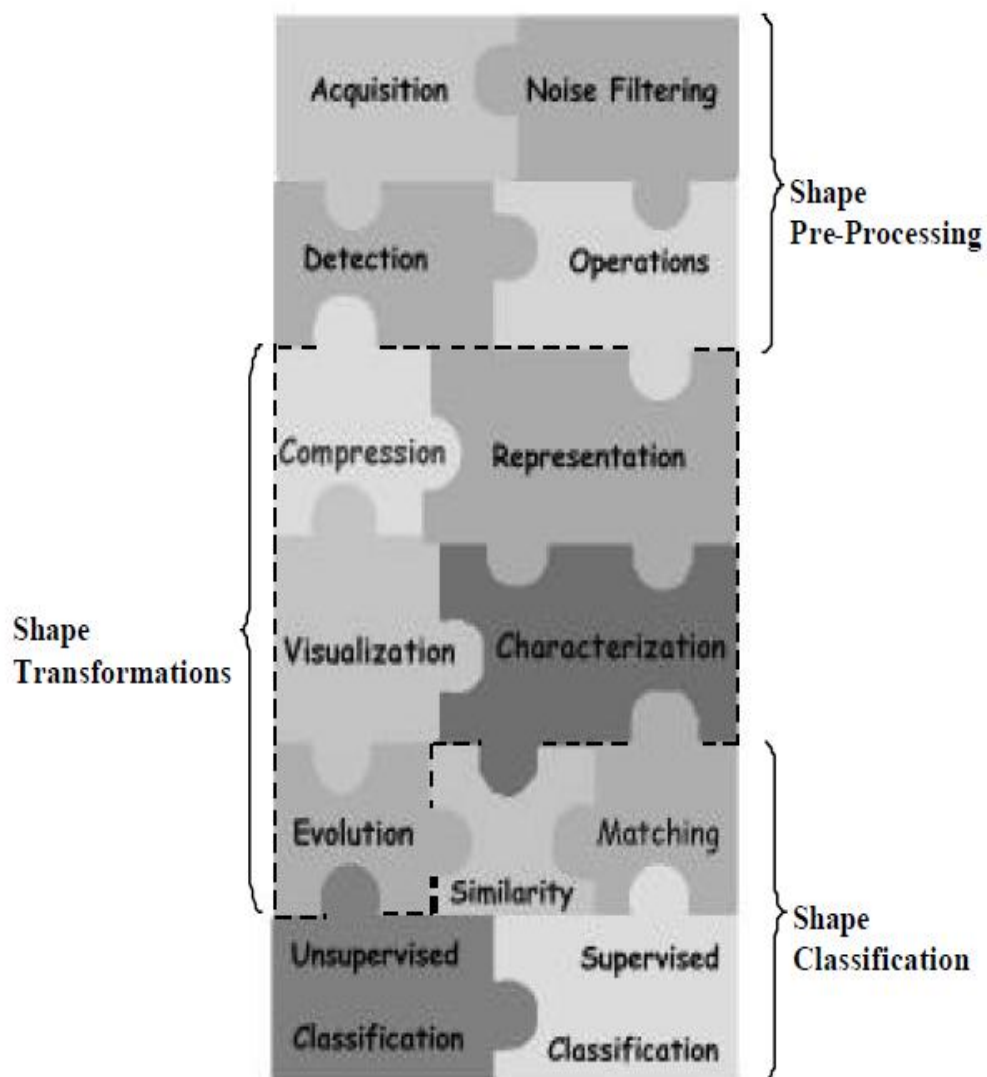 Acquisition
Noise Filtering
Shape
Pre-Processing
Detection
Operations
Compression
Representation
Shape
Transformations
Visualization
Characterization
Evolution
Similarity
Matching
Shape
Classification
Unsupervised
Classification
Supervised
Classification